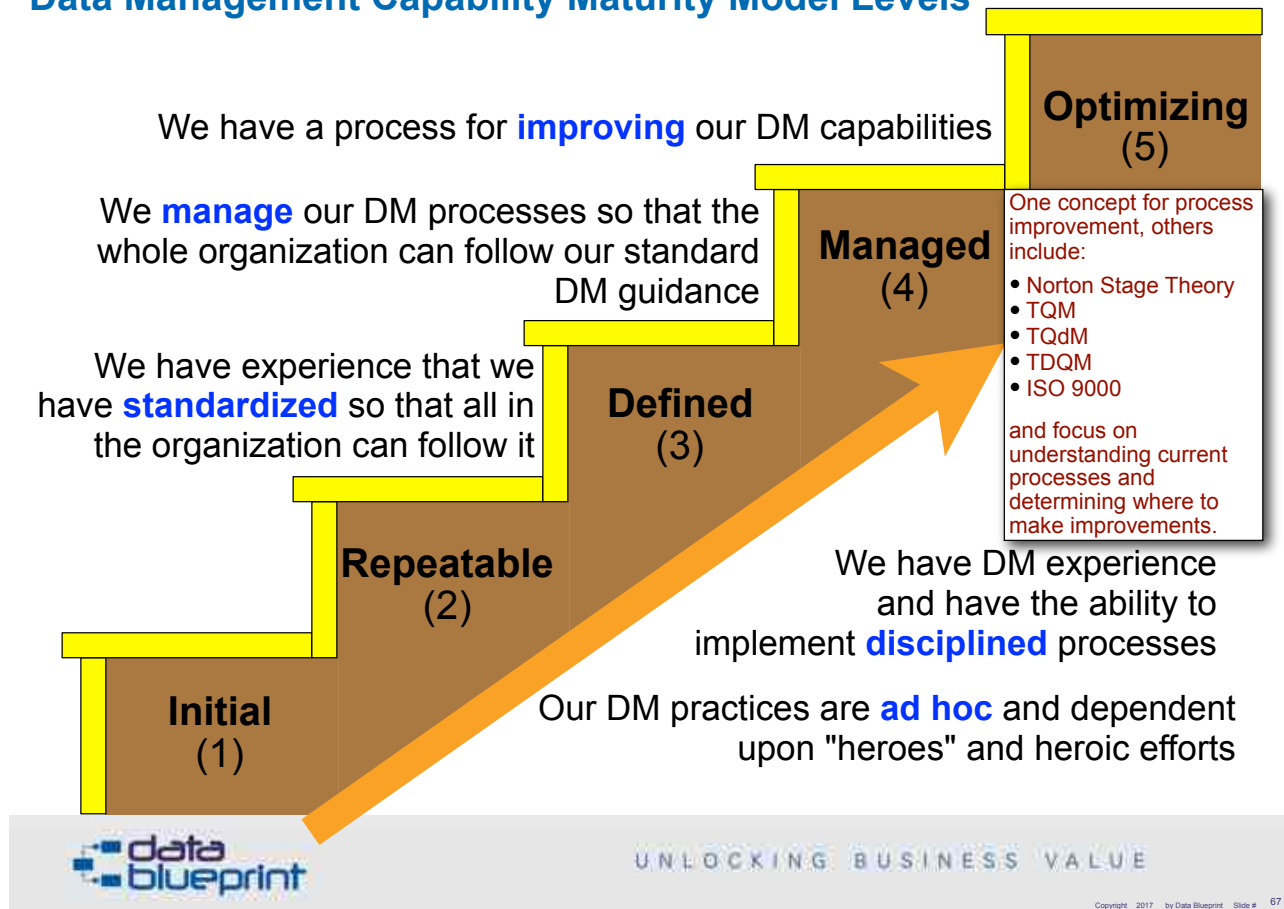 Data Management Capability Maturity Model Levels
We have a process for improving our DM capabilities
Optimizing
(5)
We manage our DM processes so that the
whole organization can follow our standard
DM guidance
Managed
(4)
One concept for process
improvement, others
include:
• Norton Stage Theory
• TQM
• TQdM
• TDQM
• ISO 9000
and focus on
understanding current
processes and
determining where to
make improvements.
We have experience that we
have standardized so that all in
the organization can follow it
Defined
(3)
Repeatable
(2)
We have DM experience
and have the ability to
implement disciplined processes
Initial
(1)
Our DM practices are ad hoc and dependent
upon "heroes" and heroic efforts
data
blueprint
UNLOCKING BUSINESS VALUE
Copyright 2017 by Data Blueprint Slide # 67